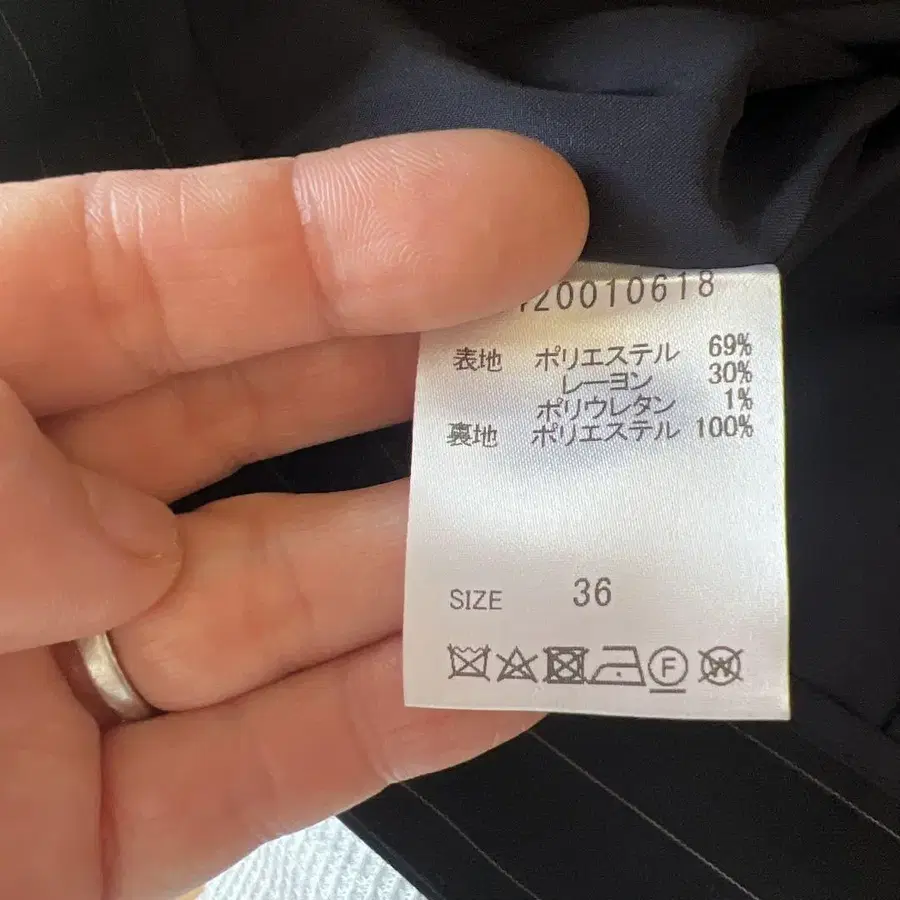 20010618
表地 ポリエステル 69%
レーヨン 30%
ポリウレタン 1%
裏地 ポリエステル 100%
SIZE 36
F W